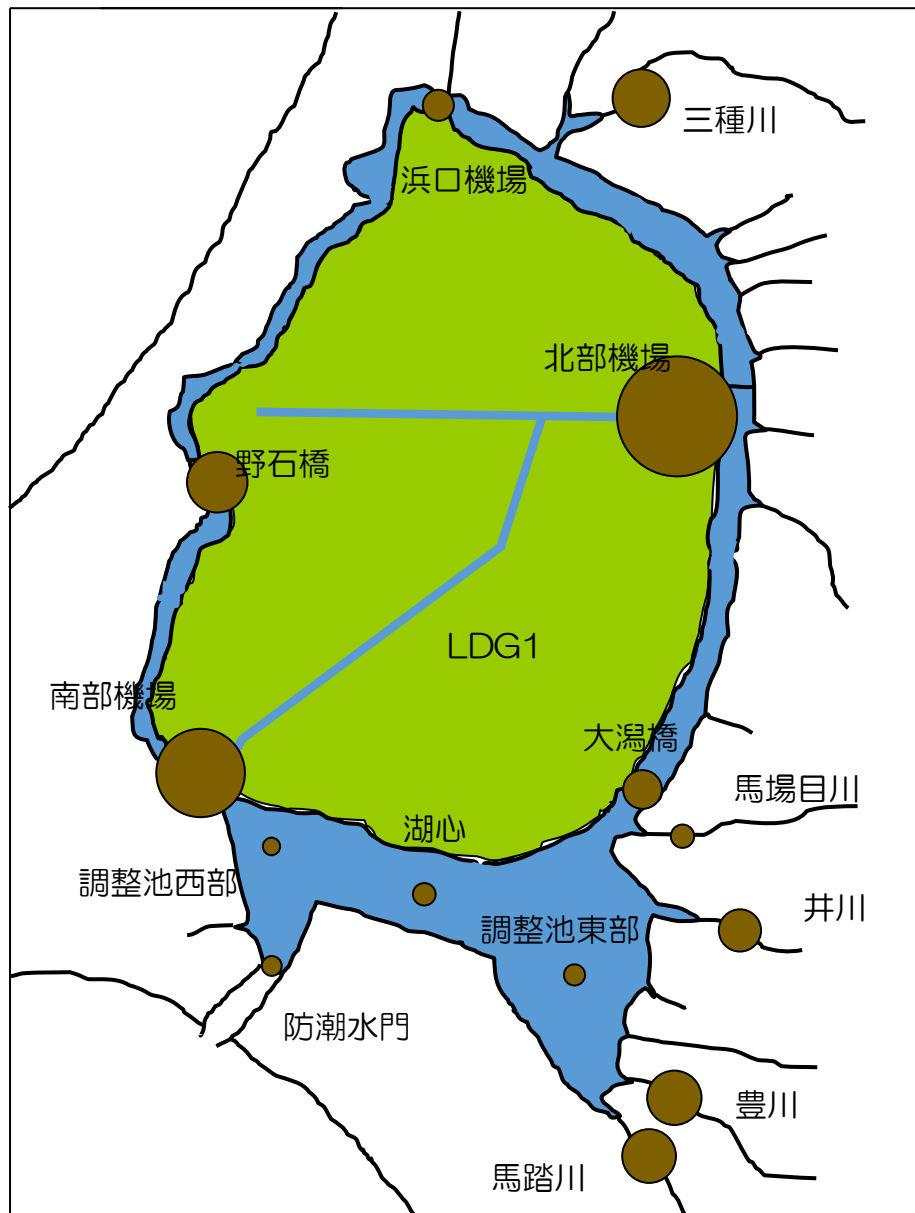 三種川
浜口機場
北部機場
野石橋
LDG1
南部機場
大潟橋
馬場目川
湖心
調整池西部
井川
調整池東部
防潮水門
豊川
馬踏川